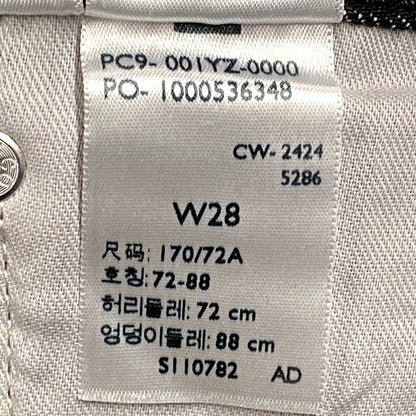 PC9- 001YZ-0000
PO- 1000536348
CW- 2424
5286
W28
尺码: 170/72A
호칭: 72-88
허리둘레: 72 cm
엉덩이둘레: 88 cm
S110782 AD